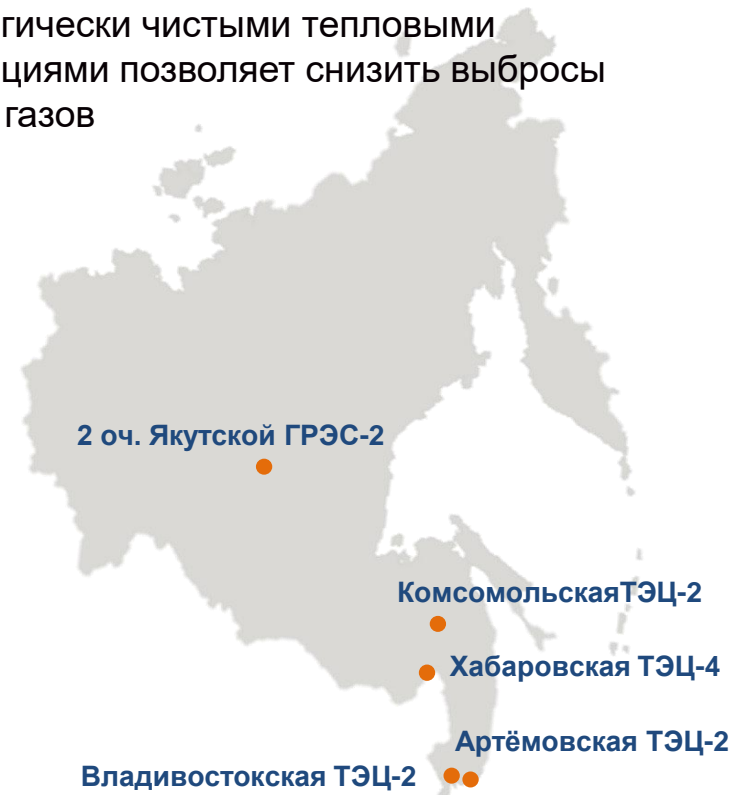 гически чистыми тепловыми
циями позволяет снизить выбросы
газов
2 оч. Якутской ГРЭС-2
КомсомольскаяТЭЦ-2
Хабаровская ТЭЦ-4
Артёмовская ТЭЦ-2
Владивостокская ТЭЦ-2